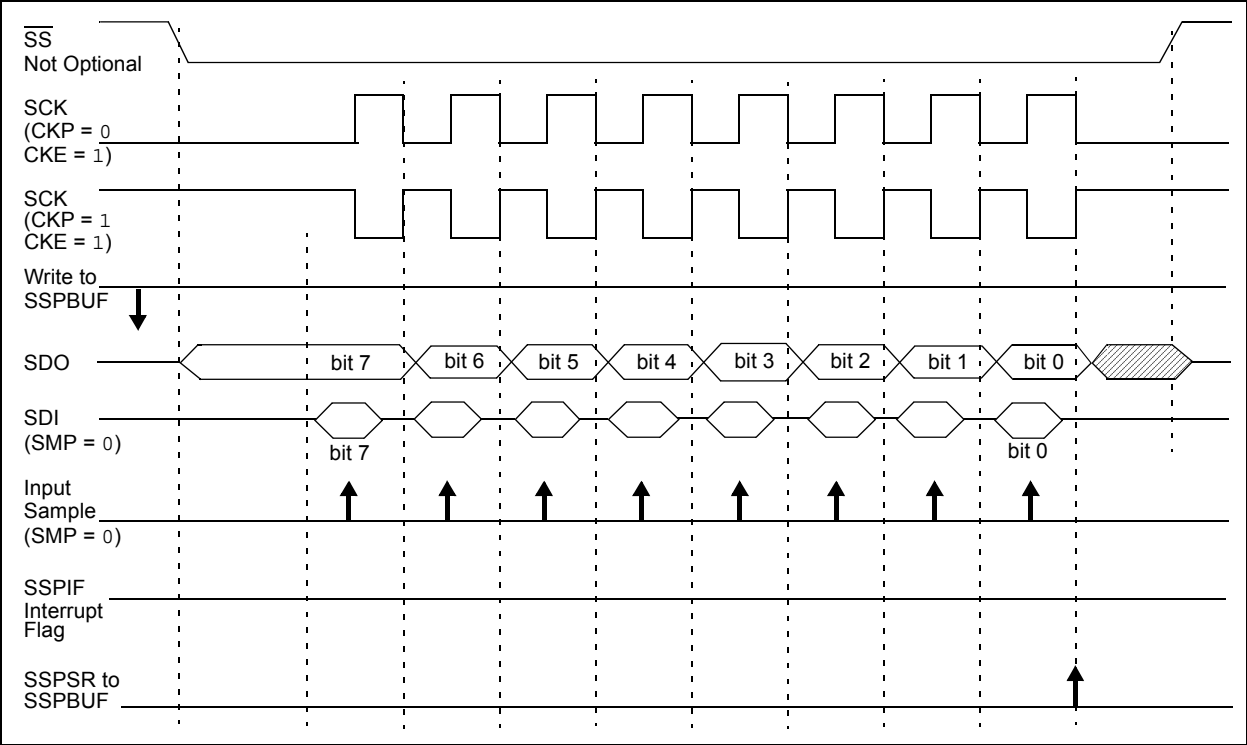 SS
Not Optional
SCK
(CKP = 0
CKE = 1)
SCK
(CKP = 1
CKE = 1)
Write to
SSPBUF
SDO
bit 7 bit 6 bit 5 bit 4 bit 3 bit 2 bit 1 bit 0
SDI
(SMP = 0)
bit 7 bit 0
Input
Sample
(SMP = 0)
SSPIF
Interrupt
Flag
SSPSR to
SSPBUF